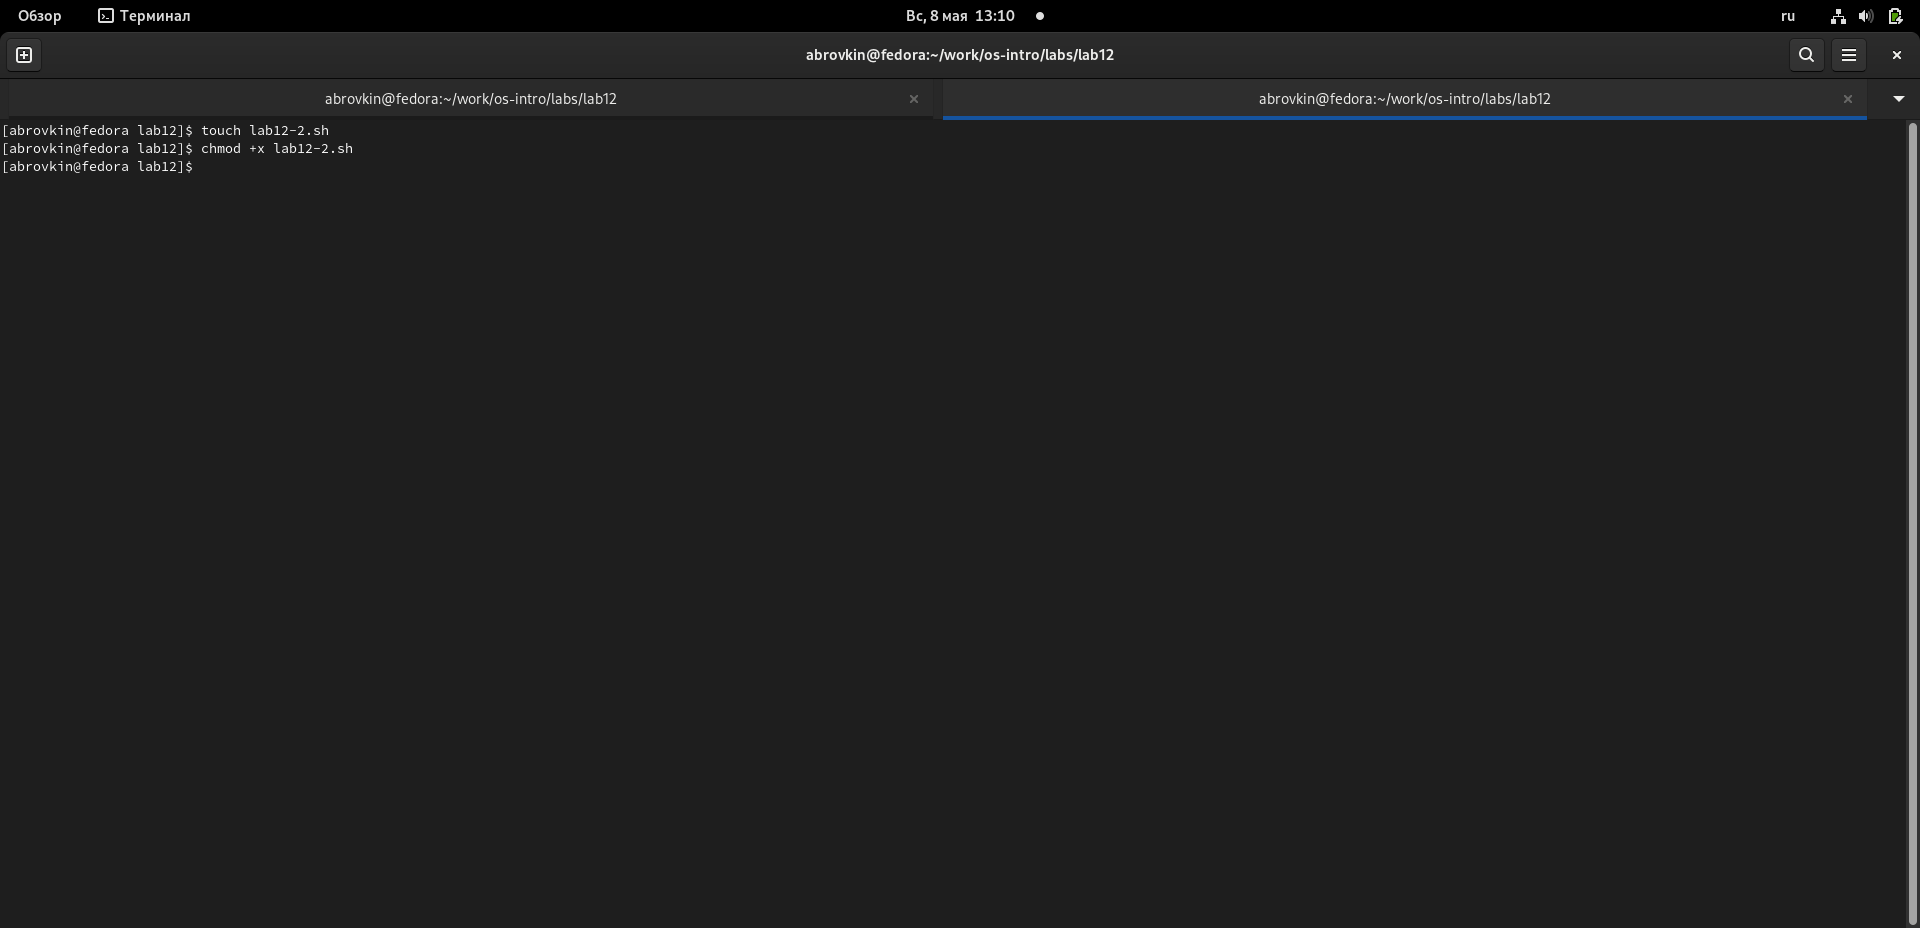 Обзор Терминал Вс, 8 мая 13:10 ru
abrovkin@fedora:~/work/os-intro/labs/lab12
abrovkin@fedora:~/work/os-intro/labs/lab12 abrovkin@fedora:~/work/os-intro/labs/lab12
[abrovkin@fedora lab12]$ touch lab12-2.sh
[abrovkin@fedora lab12]$ chmod +x lab12-2.sh
[abrovkin@fedora lab12]$